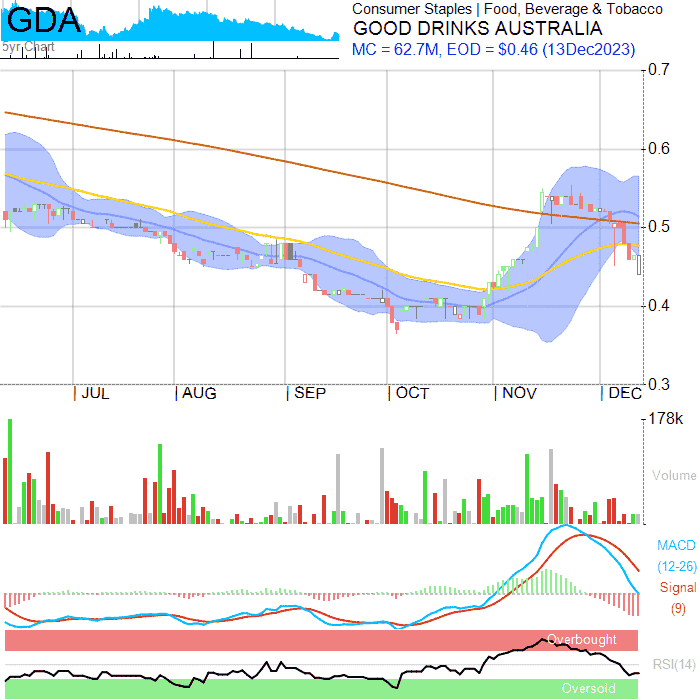 GDA
5yr Chart
Consumer Staples | Food, Beverage & Tobacco
GOOD DRINKS AUSTRALIA
MC = 62.7M, EOD = $0.46 (13Dec2023)
0.7
0.6
0.5
0.4
0.3
JUL AUG SEP OCT NOV DEC
178k
Volume
MACD
(12-26)
Signal
(9)
Overbought
RSI(14)
Oversold